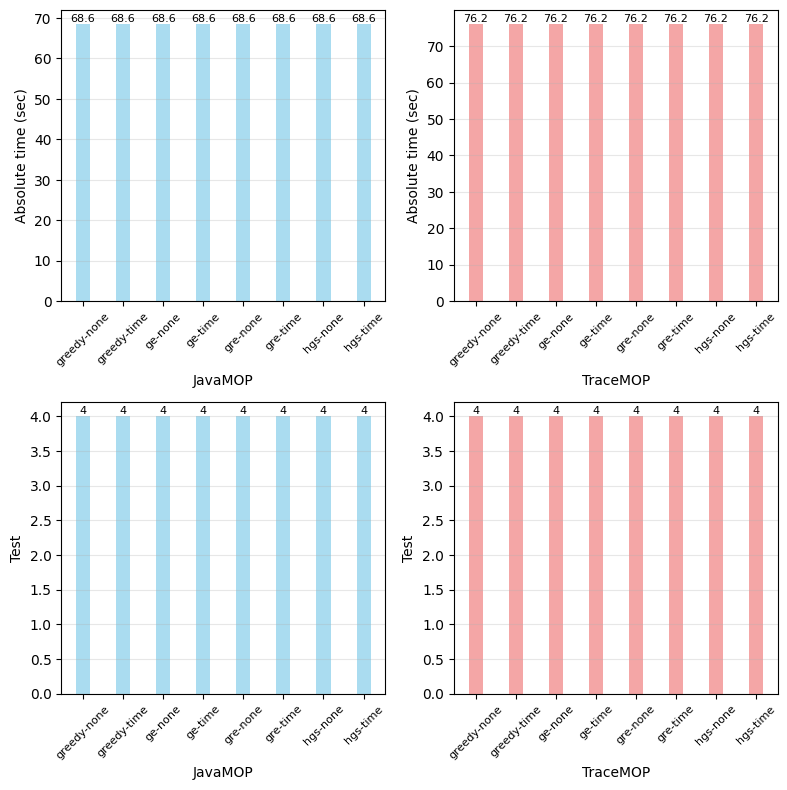 68.6 68.6 68.6 68.6 68.6 68.6 68.6 68.6
70
60
50
40
30
20
10
0
Absolute time (sec)
greedy-none greedy-time ge-none ge-time gre-none gre-time hgs-none hgs-time
JavaMOP
76.2 76.2 76.2 76.2 76.2 76.2 76.2 76.2
70
60
50
40
30
20
10
0
Absolute time (sec)
greedy-none greedy-time ge-none ge-time gre-none gre-time hgs-none hgs-time
TraceMOP
4 4 4 4 4 4 4 4
4.0
3.5
3.0
2.5
2.0
1.5
1.0
0.5
0.0
Test
greedy-none greedy-time ge-none ge-time gre-none gre-time hgs-none hgs-time
JavaMOP
4 4 4 4 4 4 4 4
4.0
3.5
3.0
2.5
2.0
1.5
1.0
0.5
0.0
Test
greedy-none greedy-time ge-none ge-time gre-none gre-time hgs-none hgs-time
TraceMOP